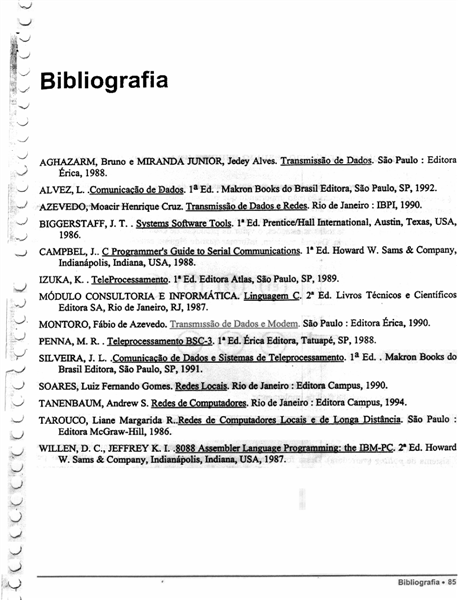 Bibliografia
AGHAZARM, Bruno e MIRANDA JUNIOR, Jedey Alves. Transmissão de Dados. São Paulo : Editora
Érica, 1988.
ALVEZ, L. .Comunicação de Dados. 1ª Ed. . Makron Books do Brasil Editora, São Paulo, SP, 1992.
AZEVEDO, Moacir Henrique Cruz. Transmissão de Dados e Redes. Rio de Janeiro : IBPI, 1990.
BIGGERSTAFF, J. T. . Systems Software Tools. 1ª Ed. Prentice/Hall International, Austin, Texas, USA,
1986.
CAMPBEL, J.. C Programmer's Guide to Serial Communications. 1ª Ed. Howard W. Sams & Company,
Indianápolis, Indiana, USA, 1988.
IZUKA, K. . TeleProcessamento. 1ª Ed. Editora Atlas, São Paulo, SP, 1989.
MÓDULO CONSULTORIA E INFORMÁTICA. Linguagem C. 2ª Ed. Livros Técnicos e Científicos
Editora SA, Rio de Janeiro, RJ, 1987.
MONTORO, Fábio de Azevedo. Transmissão de Dados e Modem. São Paulo : Editora Érica, 1990.
PENNA, M. R. . Teleprocessamento BSC-3. 1ª Ed. Érica Editora, Tatuapé, SP, 1988.
SILVEIRA, J. L. .Comunicação de Dados e Sistemas de Teleprocessamento. 1ª Ed. . Makron Books do
Brasil Editora, São Paulo, SP, 1991.
SOARES, Luiz Fernando Gomes. Redes Locais. Rio de Janeiro : Editora Campus, 1990.
TANENBAUM, Andrew S. Redes de Computadores. Rio de Janeiro : Editora Campus, 1994.
TAROUCO, Liane Margarida R..Redes de Computadores Locais e de Longa Distância. São Paulo :
Editora McGraw-Hill, 1986.
WILLEN, D. C., JEFFREY K. I. .8088 Assembler Language Programming: the IBM-PC. 2ª Ed. Howard
W. Sams & Company, Indianápolis, Indiana, USA, 1987.
Bibliografia • 85